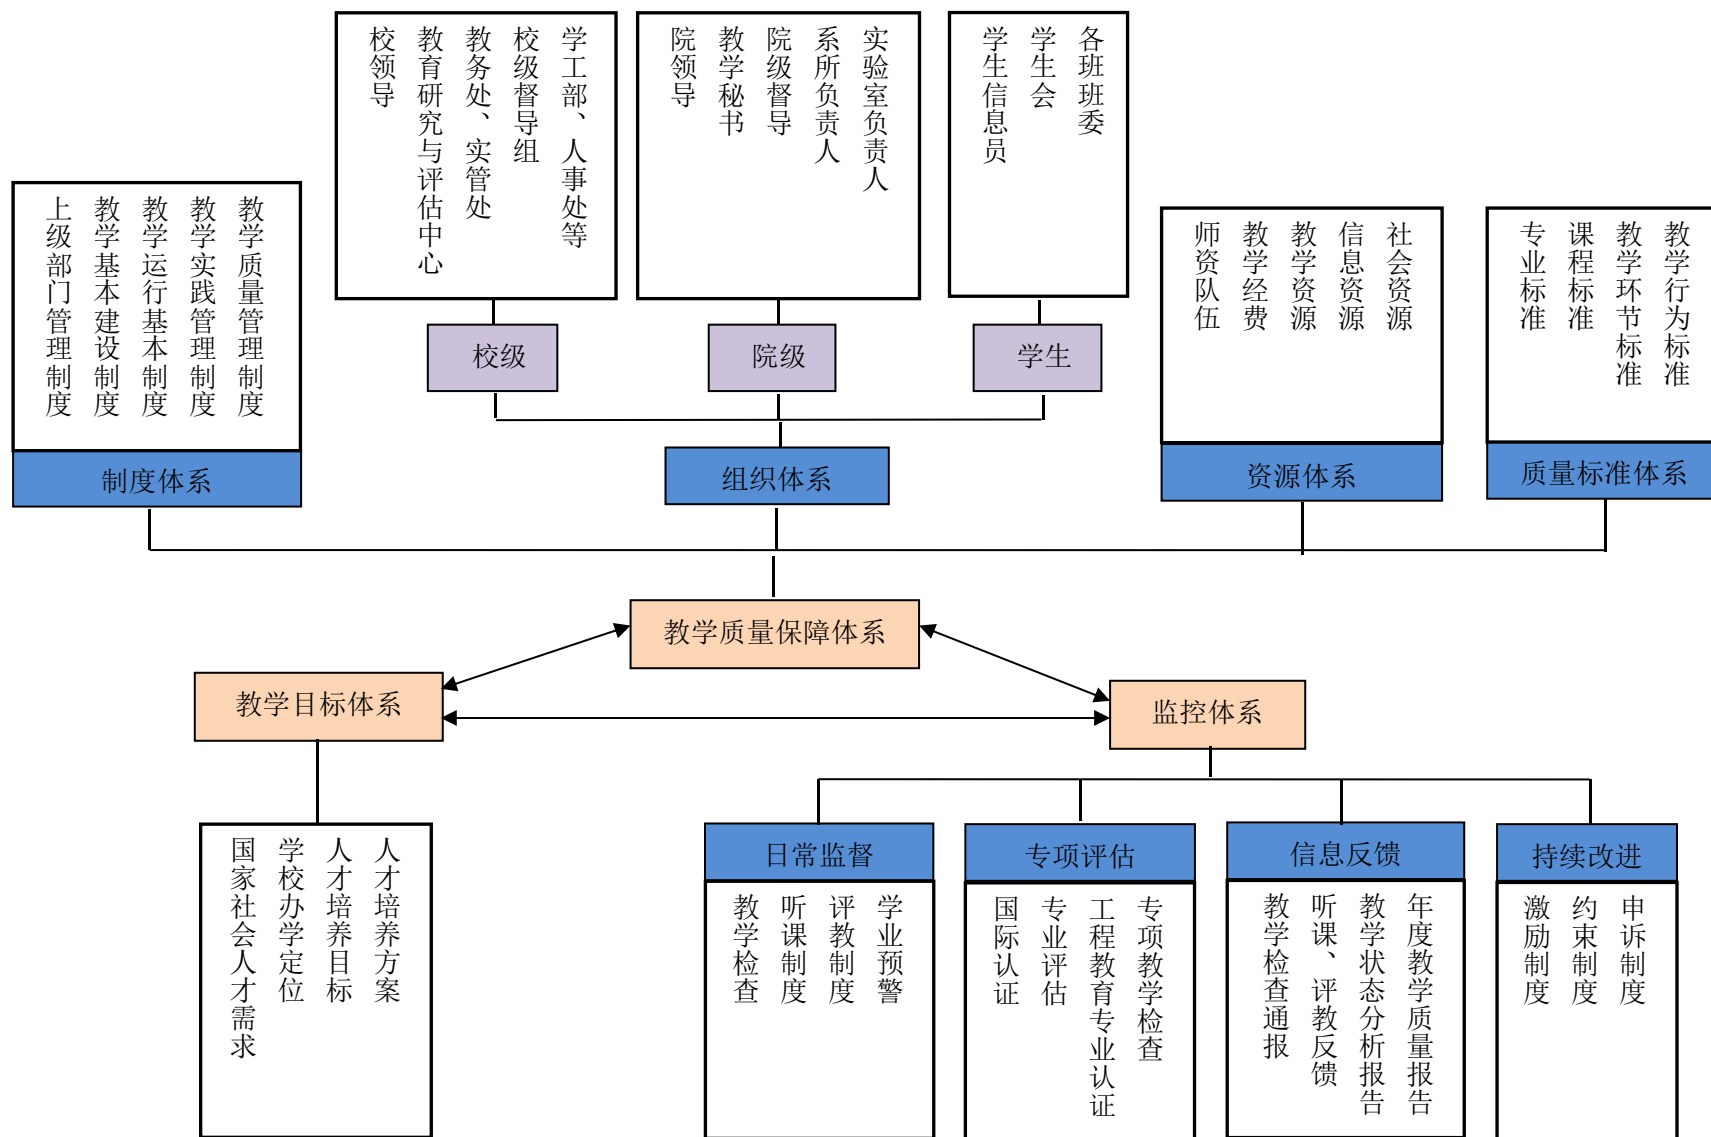 校领导
教育研究与评估中心
教务处、实管处
校级督导组
学工部、人事处等
院领导
教学秘书
院级督导
系所负责人
实验室负责人
学生信息员
学生会
各班班委
上级部门管理制度
教学基本建设制度
教学运行基本制度
教学实践管理制度
教学质量管理制度
师资队伍
教学经费
教学资源
信息资源
社会资源
专业标准
课程标准
教学环节标准
教学行为标准
校级
院级
学生
制度体系
组织体系
资源体系
质量标准体系
教学质量保障体系
教学目标体系
监控体系
国家社会人才需求
学校办学定位
人才培养目标
人才培养方案
日常监督
专项评估
信息反馈
持续改进
教学检查
听课制度
评教制度
学业预警
国际认证
专业评估
工程教育专业认证
专项教学检查
教学检查通报
听课、评教反馈
教学状态分析报告
年度教学质量报告
激励制度
约束制度
申诉制度